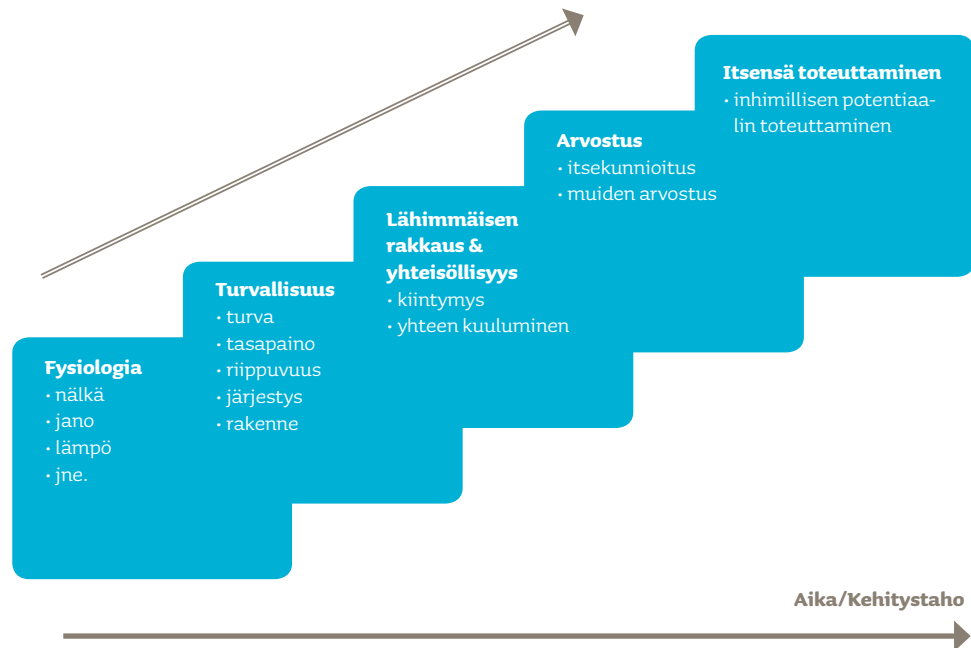 Fysiologia
· nälkä
· jano
· lämpö
· jne.
Turvallisuus
· turva
· tasapaino
· riippuvuus
· järjestys
· rakenne
Lähimmäisen
rakkaus &
yhteisöllisyys
· kiintymys
· yhteen kuuluminen
Arvostus
· itsekunnioitus
· muiden arvostus
Itsensä toteuttaminen
· inhimillisen potentiaa-
lin toteuttaminen
Aika/Kehitystaho